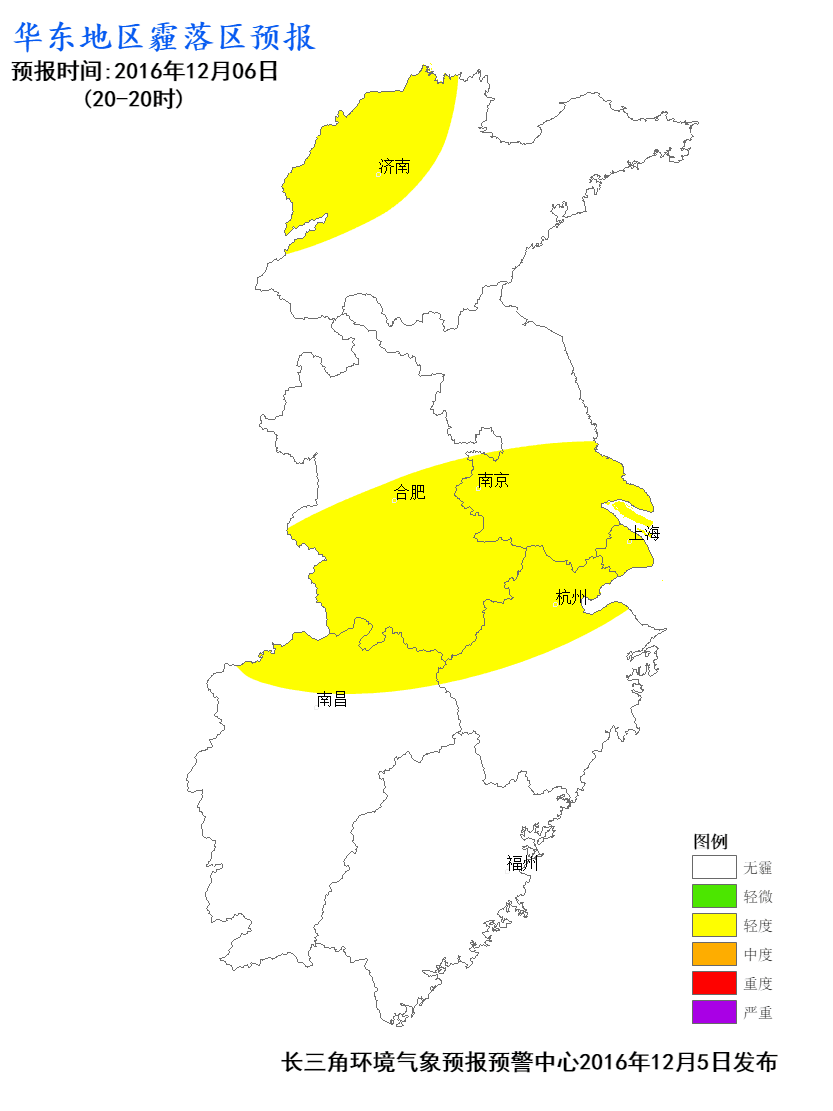 华东地区霾落区预报
预报时间:2016年12月06日
(20-20时)
济南
南京
合肥
上海
杭州
南昌
福州
图例
无霾
轻微
轻度
中度
重度
严重
长三角环境气象预报预警中心2016年12月5日发布